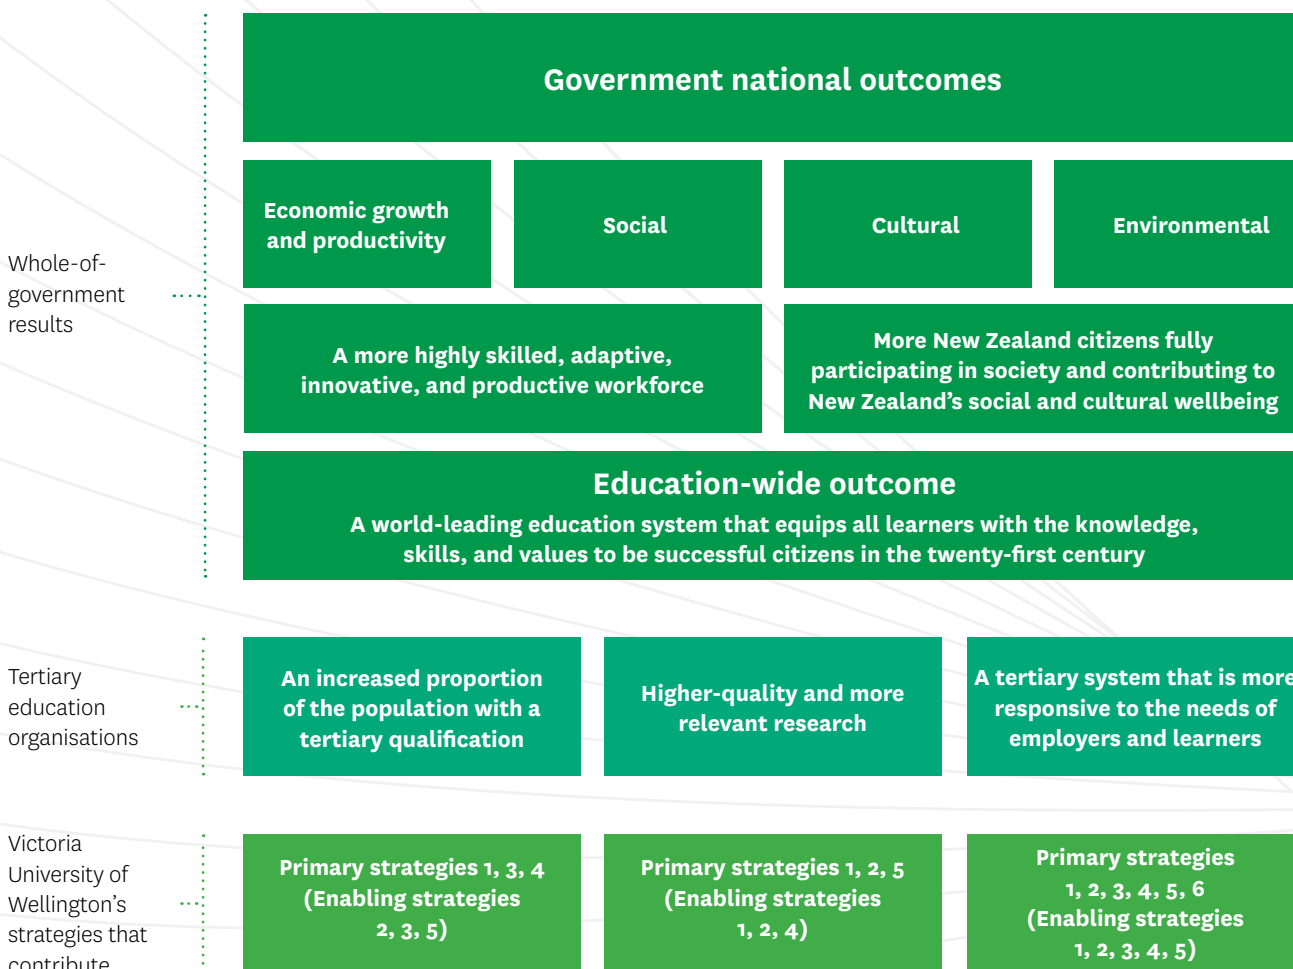 Government national outcomes
Economic growth
and productivity
Social
Cultural
Environmental
Whole-of-
government
results
A more highly skilled, adaptive,
innovative, and productive workforce
More New Zealand citizens fully
participating in society and contributing to
New Zealand’s social and cultural wellbeing
Education-wide outcome
A world-leading education system that equips all learners with the knowledge,
skills, and values to be successful citizens in the twenty-first century
Tertiary
education
organisations
An increased proportion
of the population with a
tertiary qualification
Higher-quality and more
relevant research
A tertiary system that is more
responsive to the needs of
employers and learners
Victoria
University of
Wellington’s
strategies that
contribute
Primary strategies 1, 3, 4
(Enabling strategies
2, 3, 5)
Primary strategies 1, 2, 5
(Enabling strategies
1, 2, 4)
Primary strategies
1, 2, 3, 4, 5, 6
(Enabling strategies
1, 2, 3, 4, 5)